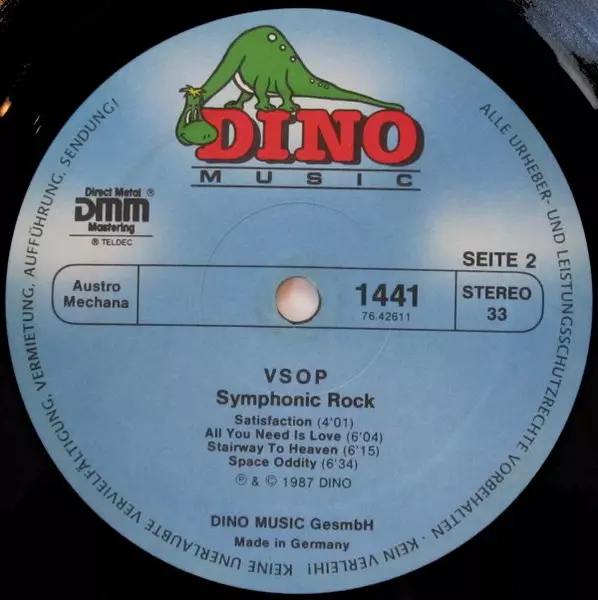 DINO
MUSIC
Direct Metal ®
DMM
Mastering
® TELDEC
SEITE 2
Austro
Mechana
1441
76.42611
STEREO
33
VSOP
Symphonic Rock
Satisfaction (4'01)
All You Need Is Love (6'04)
Stairway To Heaven (6'15)
Space Oddity (6'34)
℗ & © 1987 DINO
DINO MUSIC GesmbH
Made in Germany
ALLE URHEBER- UND LEISTUNGSSCHUTZRECHTE VORBEHALTEN · KEIN VERLEIH! KEINE UNERLAUBTE VERVIELFÄLTIGUNG, VERMIETUNG, AUFFÜHRUNG, SENDUNG!